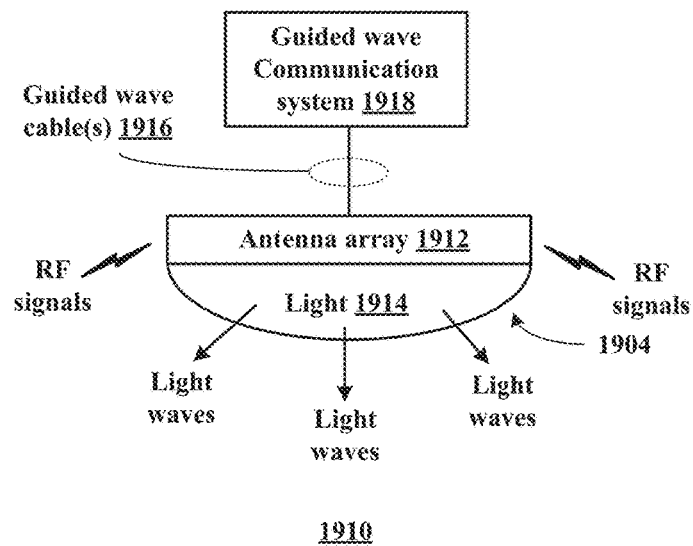 Guided wave
Communication
system 1918
Guided wave
cable(s) 1916
Antenna array 1912
RF
signals
RF
signals
Light 1914
1904
Light
waves
Light
waves
Light
waves
1910